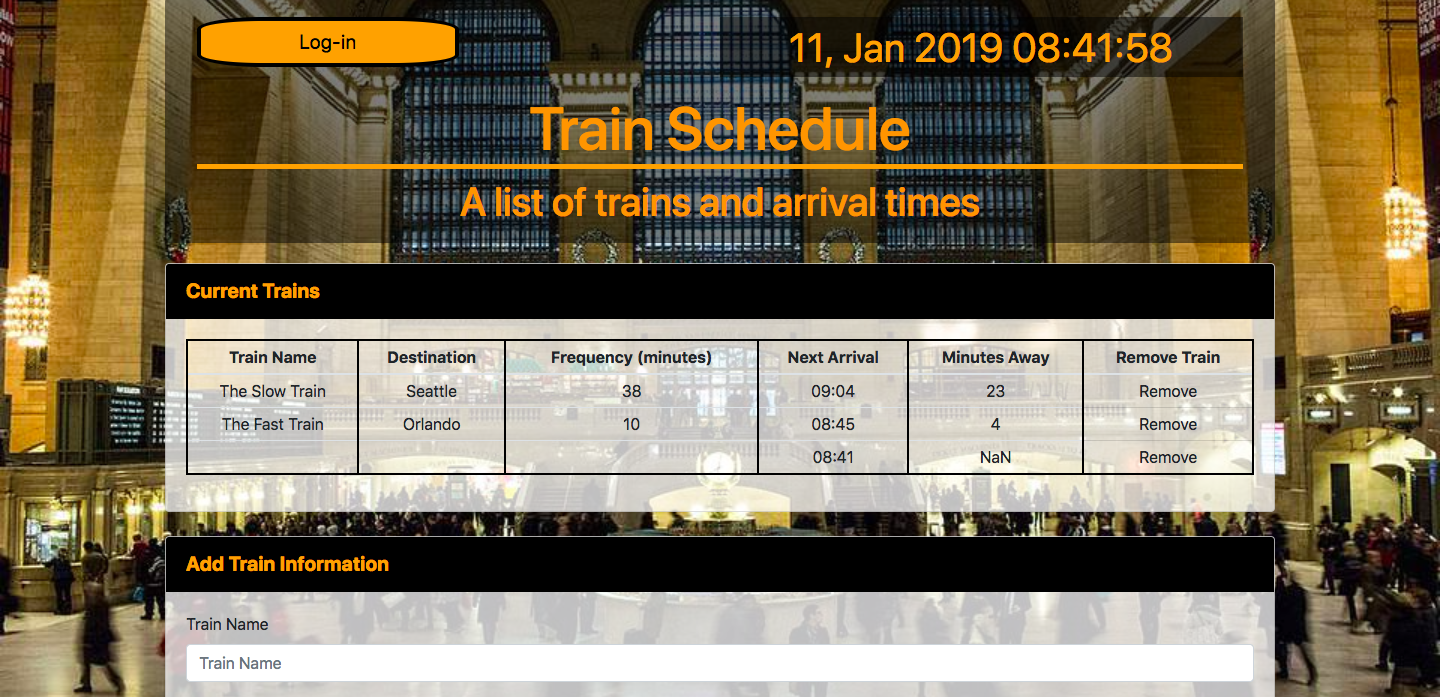 Log-in
11, Jan 2019 08:41:58
Train Schedule
A list of trains and arrival times
Current Trains
Train Name Destination Frequency (minutes) Next Arrival Minutes Away Remove Train
The Slow Train Seattle 38 09:04 23 Remove
The Fast Train Orlando 10 08:45 4 Remove
08:41 NaN Remove
Add Train Information
Train Name
Train Name